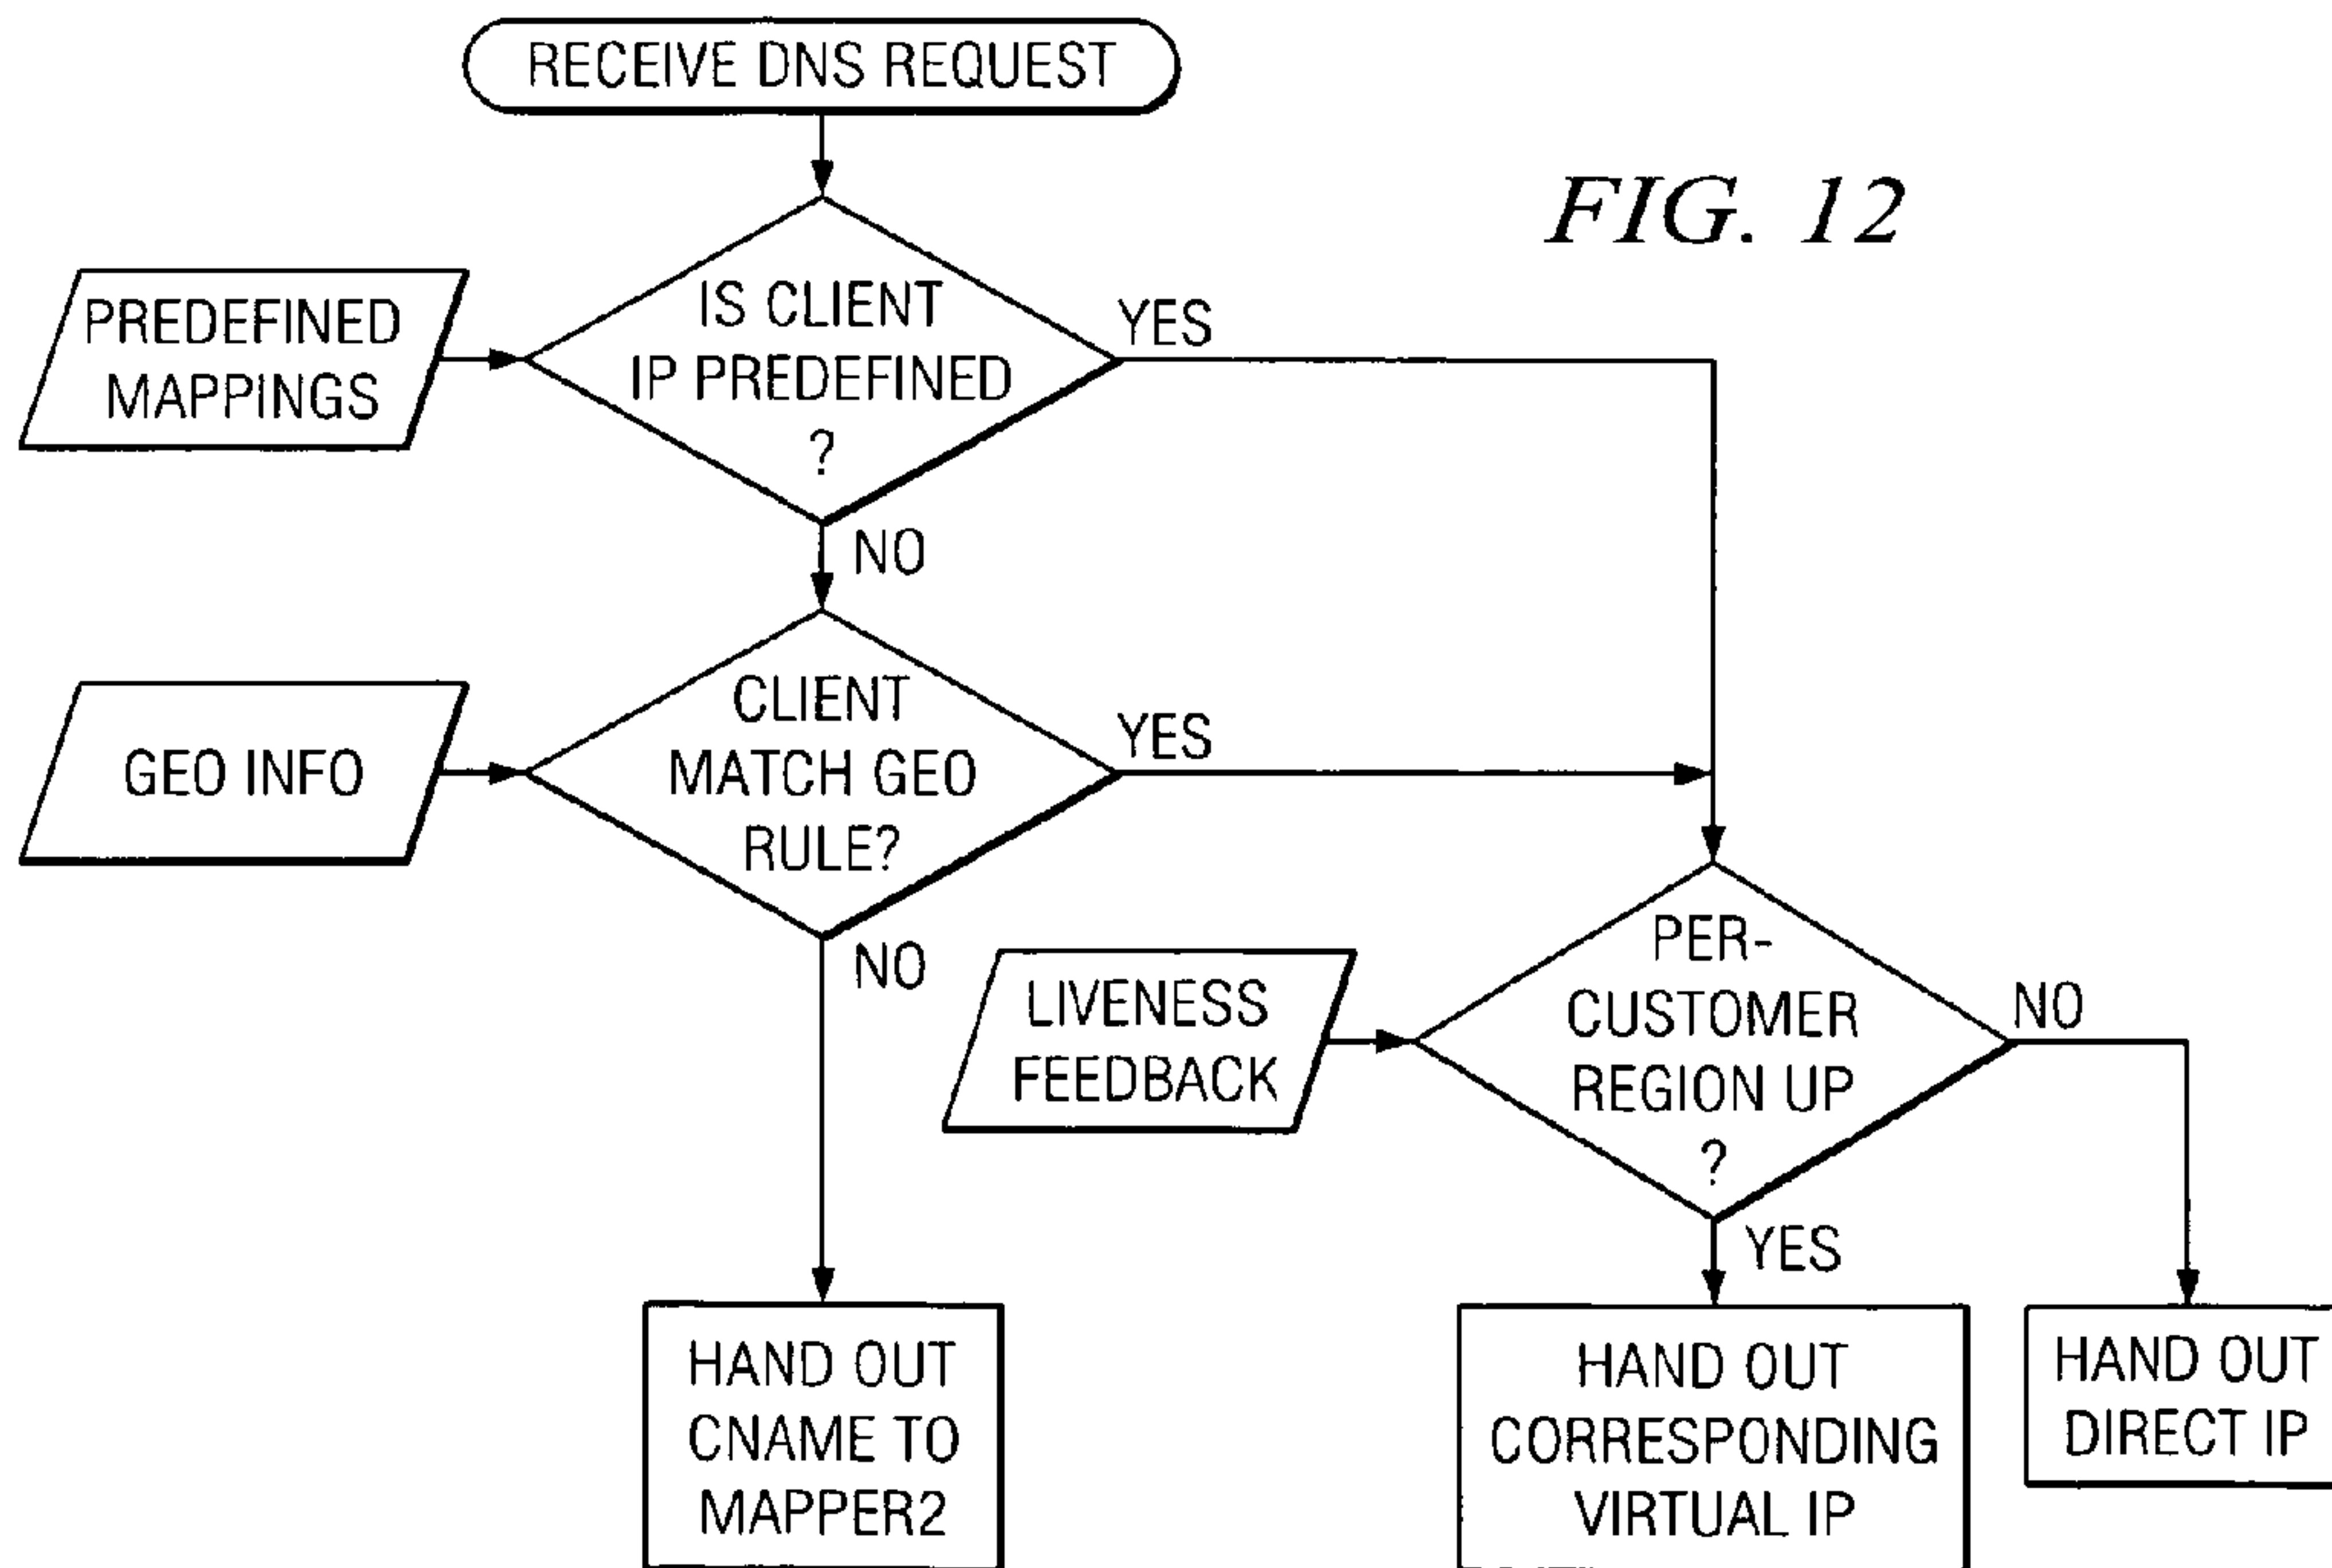 RECEIVE DNS REQUEST
FIG. 12
PREDEFINED
MAPPINGS
IS CLIENT
IP PREDEFINED
?
YES
NO
GEO INFO
CLIENT
MATCH GEO
RULE?
YES
NO
LIVENESS
FEEDBACK
PER-
CUSTOMER
REGION UP
?
NO
YES
HAND OUT
CNAME TO
MAPPER2
HAND OUT
CORRESPONDING
VIRTUAL IP
HAND OUT
DIRECT IP